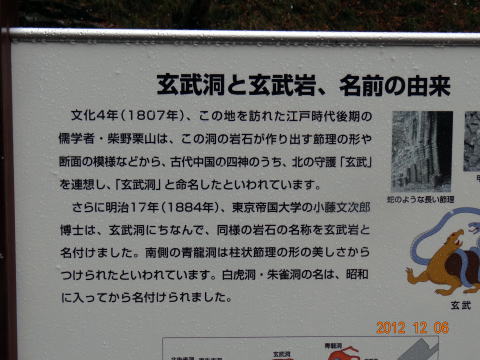 玄武洞と玄武岩、名前の由来
文化4年(1807年)、この地を訪れた江戸時代後期の
儒学者・柴野栗山は、この洞の岩石が作り出す節理の形や
断面の模様などから、古代中国の四神のうち、北の守護「玄武」
を連想し、「玄武洞」と命名したといわれています。
さらに明治17年(1884年)、東京帝国大学の小藤文次郎
博士は、玄武洞にちなんで、同様の岩石の名称を玄武岩と
名付けました。南側の青龍洞は柱状節理の形の美しさから
つけられたといわれています。白虎洞・朱雀洞の名は、昭和
に入ってから名付けられました。
蛇のような長い節理
玄武
2012 12 06
玄武洞
青龍洞